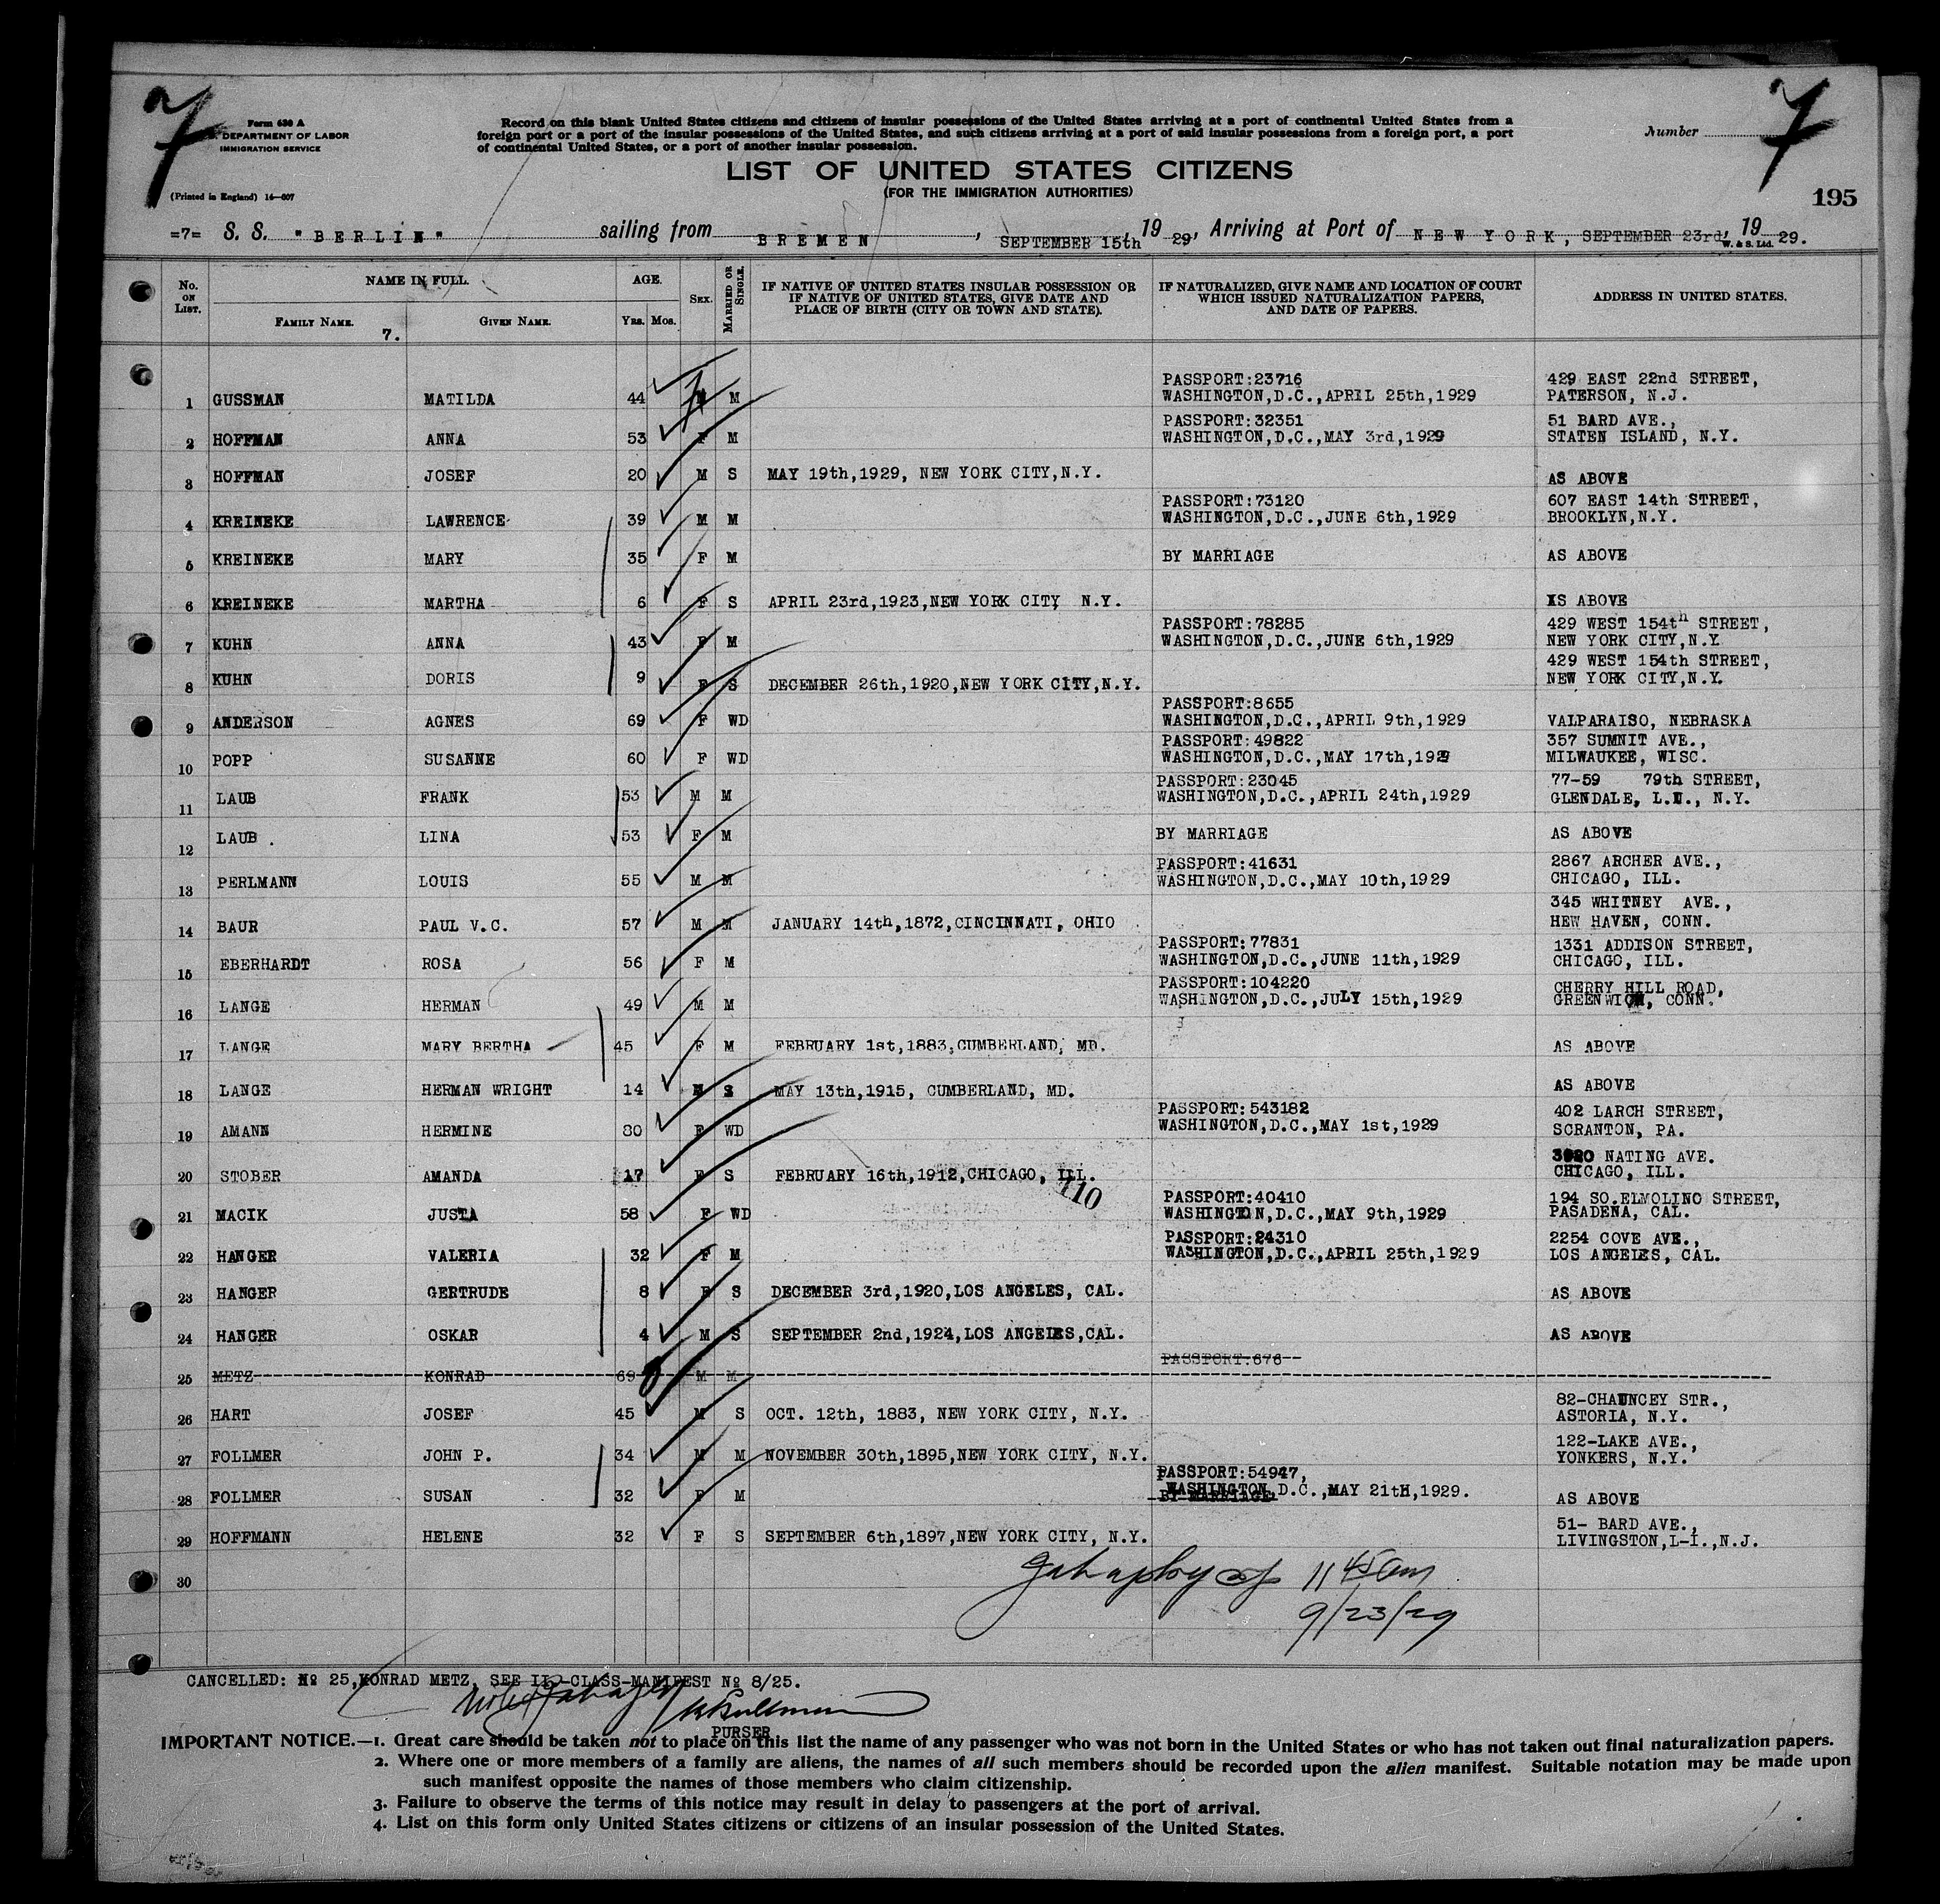 7
7
Form 630 A
DEPARTMENT OF LABOR
IMMIGRATION SERVICE
(Printed in England) 14—607
Record on this blank United States citizens and citizens of insular possessions of the United States arriving at a port of continental United States from a
foreign port or a port of the insular possessions of the United States, and such citizens arriving at a port of said insular possessions from a foreign port, a port
of continental United States, or a port of another insular possession.
Number
LIST OF UNITED STATES CITIZENS
(FOR THE IMMIGRATION AUTHORITIES)
195
=7= S. S. "BERLIN" sailing from BREMEN, SEPTEMBER 15th 19 29, Arriving at Port of NEW YORK, SEPTEMBER 23rd, 19 29.
W. & S. Ltd.
No. ON LIST.
NAME IN FULL.
FAMILY NAME. 7.
GIVEN NAME.
AGE.
YRS. MOS.
SEX.
MARRIED OR SINGLE.
IF NATIVE OF UNITED STATES INSULAR POSSESSION OR
IF NATIVE OF UNITED STATES, GIVE DATE AND
PLACE OF BIRTH (CITY OR TOWN AND STATE).
IF NATURALIZED, GIVE NAME AND LOCATION OF COURT
WHICH ISSUED NATURALIZATION PAPERS,
AND DATE OF PAPERS.
ADDRESS IN UNITED STATES.
PASSPORT:23716 429 EAST 22nd STREET,
1 GUSSMAN MATILDA 44 M WASHINGTON,D.C.,APRIL 25th,1929 PATERSON, N.J.
PASSPORT:32351 51 BARD AVE.,
2 HOFFMAN ANNA 53 F M WASHINGTON,D.C.,MAY 3rd,1929 STATEN ISLAND, N.Y.
3 HOFFMAN JOSEF 20 M S MAY 19th,1929, NEW YORK CITY,N.Y. AS ABOVE
PASSPORT:73120 607 EAST 14th STREET,
4 KREINEKE LAWRENCE 39 M M WASHINGTON,D.C.,JUNE 6th,1929 BROOKLYN,N.Y.
5 KREINEKE MARY 35 F M BY MARRIAGE AS ABOVE
6 KREINEKE MARTHA 6 F S APRIL 23rd,1923,NEW YORK CITY N.Y. AS ABOVE
PASSPORT:78285 429 WEST 154th STREET,
7 KUHN ANNA 43 F M WASHINGTON,D.C.,JUNE 6th,1929 NEW YORK CITY,N.Y
429 WEST 154th STREET,
8 KUHN DORIS 9 F S DECEMBER 26th,1920,NEW YORK CITY,N.Y. NEW YORK CITY,N.Y.
PASSPORT:8655
9 ANDERSON AGNES 69 F WD WASHINGTON,D.C.,APRIL 9th,1929 VALPARAISO, NEBRASKA
PASSPORT:49822 357 SUMNIT AVE.,
10 POPP SUSANNE 60 F WD WASHINGTON,D.C.,MAY 17th,1929 MILWAUKEE, WISC.
PASSPORT:23045 77-59 79th STREET,
11 LAUB FRANK 53 M M WASHINGTON,D.C.,APRIL 24th,1929 GLENDALE, L.I., N.Y.
12 LAUB . LINA 53 F M BY MARRIAGE AS ABOVE
PASSPORT:41631 2867 ARCHER AVE.,
13 PERLMANN LOUIS 55 M M WASHINGTON,D.C.,MAY 10th,1929 CHICAGO, ILL.
345 WHITNEY AVE.,
14 BAUR PAUL V.C. 57 M M JANUARY 14th,1872,CINCINNATI, OHIO HEW HAVEN, CONN.
PASSPORT:77831 1331 ADDISON STREET,
15 EBERHARDT ROSA 56 F M WASHINGTON,D.C.,JUNE 11th,1929 CHICAGO, ILL.
PASSPORT:104220 CHERRY HILL ROAD,
16 LANGE HERMAN 49 M M WASHINGTON,D.C.,JULY 15th,1929 GREENWICH, CONN.
17 LANGE MARY BERTHA 45 F M FEBRUARY 1st,1883,CUMBERLAND, MD. AS ABOVE
18 LANGE HERMAN WRIGHT 14 M S MAY 13th,1915, CUMBERLAND, MD. AS ABOVE
PASSPORT:543182 402 LARCH STREET,
19 AMANN HERMINE 80 F WD WASHINGTON,D.C.,MAY 1st,1929 SCRANTON, PA.
NATING AVE.
20 STOBER AMANDA 17 F S FEBRUARY 16th,1912,CHICAGO, ILL. CHICAGO, ILL.
110
PASSPORT:40410 194 SO.ELMOLINO STREET,
21 MACIK JUSTA 58 F WD WASHINGTON,D.C.,MAY 9th,1929 PASADENA, CAL.
PASSPORT:24310 2254 COVE AVE.,
22 HANGER VALERIA 32 F M WASHINGTON,D.C.,APRIL 25th,1929 LOS ANGELES, CAL.
23 HANGER GERTRUDE 8 F S DECEMBER 3rd,1920,LOS ANGELES, CAL. AS ABOVE
24 HANGER OSKAR 4 M S SEPTEMBER 2nd,1924,LOS ANGELES,CAL. AS ABOVE
PASSPORT:676
25 METZ KONRAD 69 M M
82-CHAUNCEY STR.,
26 HART JOSEF 45 M S OCT. 12th, 1883, NEW YORK CITY, N.Y. ASTORIA, N.Y.
122-LAKE AVE.,
27 FOLLMER JOHN P. 34 M M NOVEMBER 30th,1895,NEW YORK CITY, N.Y. YONKERS, N.Y.
PASSPORT:54947,
28 FOLLMER SUSAN 32 F M WASHINGTON,D.C.,MAY 21tH,1929. AS ABOVE
BY MARRIAGE
51- BARD AVE.,
29 HOFFMANN HELENE 32 F S SEPTEMBER 6th,1897,NEW YORK CITY, N.Y. LIVINGSTON,L-I.,N.J.
30
11 45am
9/23/29
CANCELLED: No 25,KONRAD METZ, SEE II.-CLASS-MANIFEST No 8/25.
PURSER
IMPORTANT NOTICE.—1. Great care should be taken not to place on this list the name of any passenger who was not born in the United States or who has not taken out final naturalization papers.
2. Where one or more members of a family are aliens, the names of all such members should be recorded upon the alien manifest. Suitable notation may be made upon
such manifest opposite the names of those members who claim citizenship.
3. Failure to observe the terms of this notice may result in delay to passengers at the port of arrival.
4. List on this form only United States citizens or citizens of an insular possession of the United States.